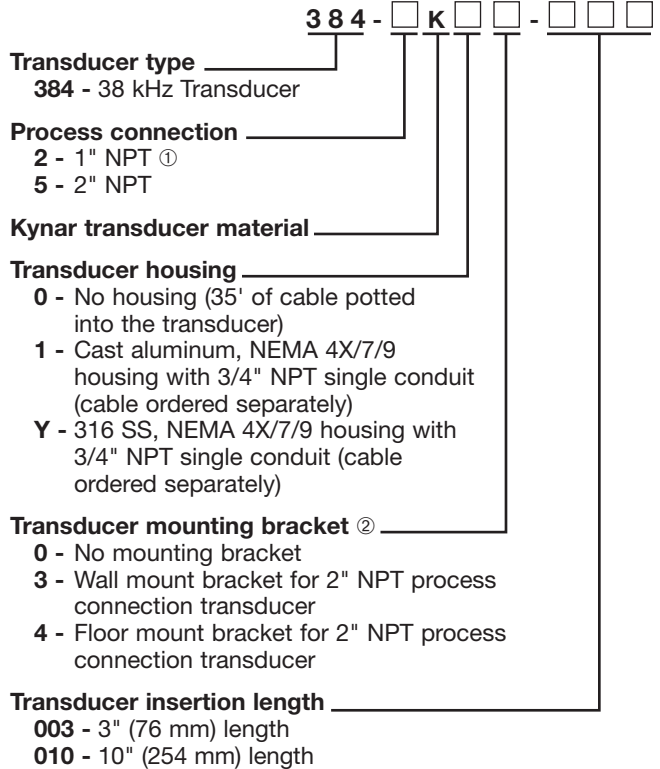 384-☐K☐☐-☐☐☐
Transducer type
384 - 38 kHz Transducer
Process connection
2 - 1" NPT ①
5 - 2" NPT
Kynar transducer material
Transducer housing
0 - No housing (35' of cable potted
into the transducer)
1 - Cast aluminum, NEMA 4X/7/9
housing with 3/4" NPT single conduit
(cable ordered separately)
Y - 316 SS, NEMA 4X/7/9 housing with
3/4" NPT single conduit (cable
ordered separately)
Transducer mounting bracket ②
0 - No mounting bracket
3 - Wall mount bracket for 2" NPT process
connection transducer
4 - Floor mount bracket for 2" NPT process
connection transducer
Transducer insertion length
003 - 3" (76 mm) length
010 - 10" (254 mm) length